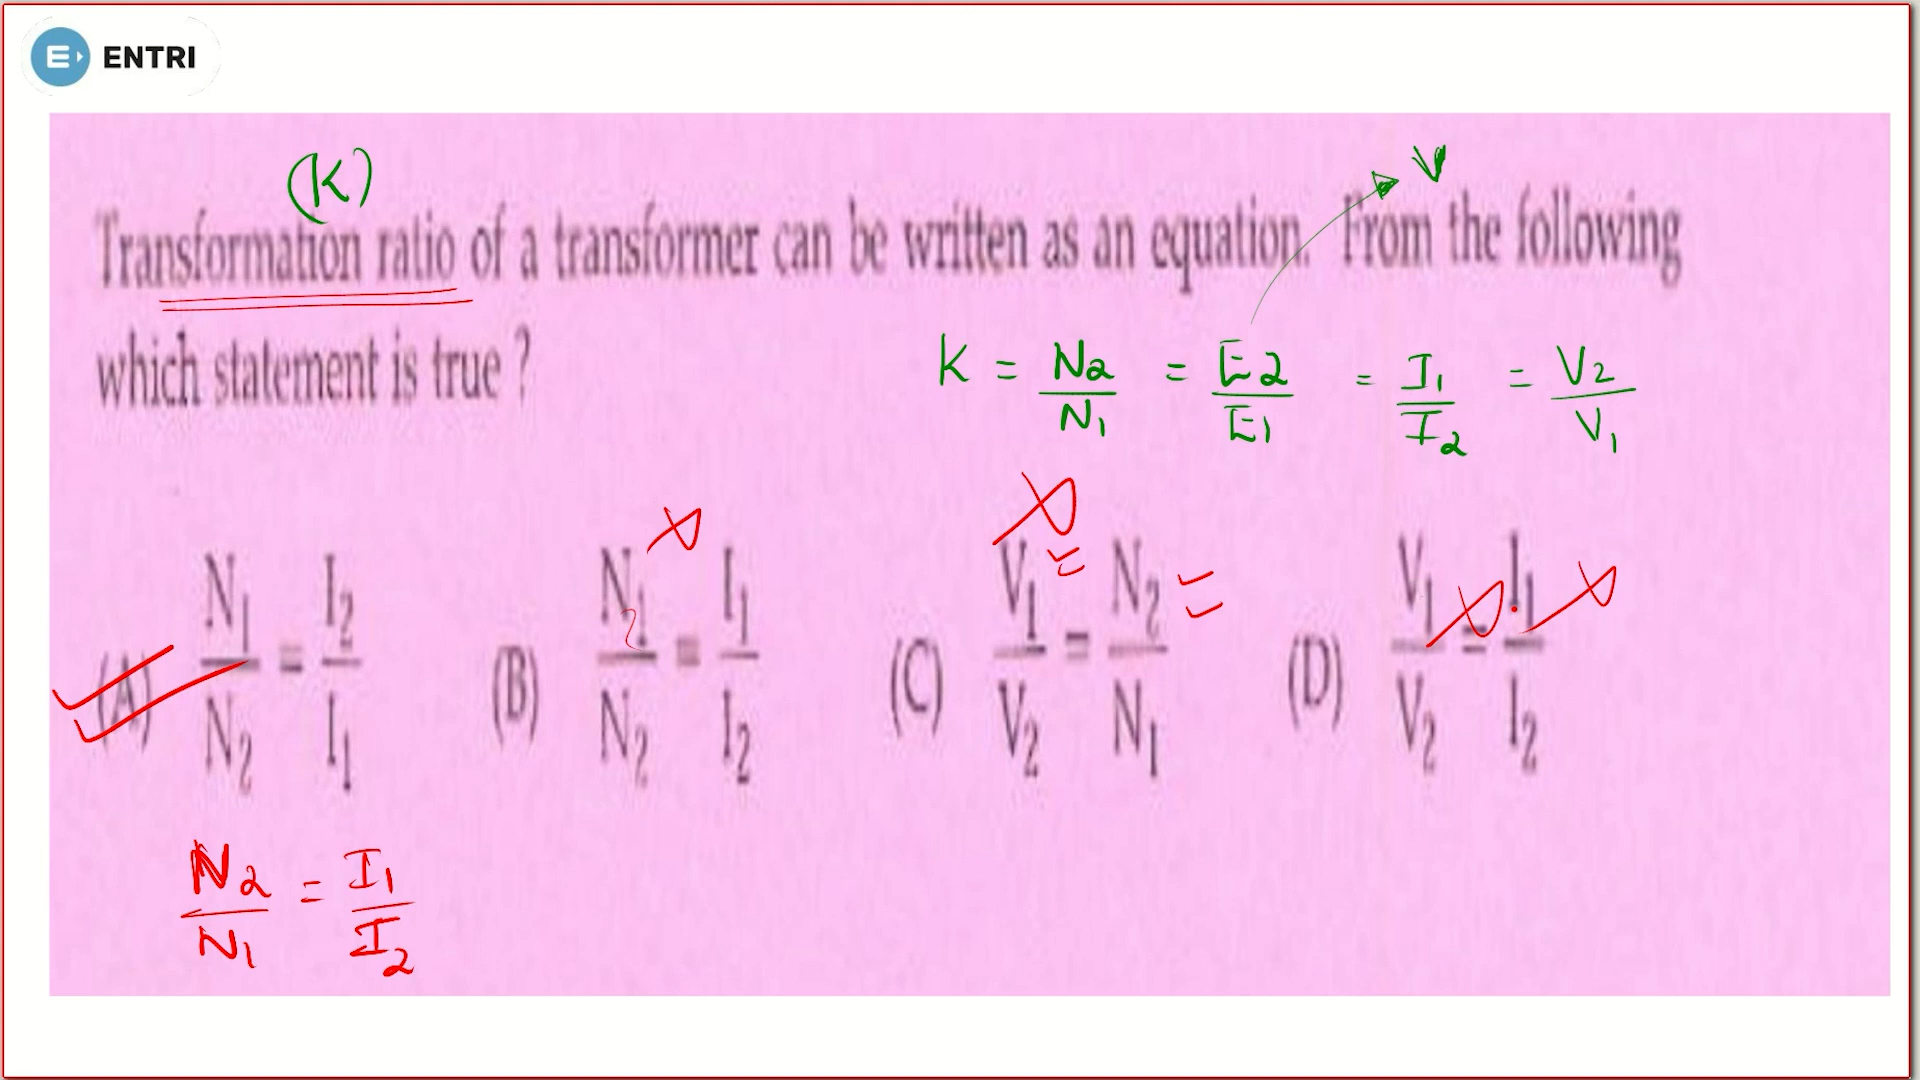 ENTRI
(K)
V
Transformation ratio of a transformer can be written as an equation. From the following
which statement is true ?
K = N2/N1 = E2/E1 = I1/I2 = V2/V1
(A) N1/N2 = I2/I1 (B) N1/N2 = I1/I2 (C) V1/V2 = N2/N1 (D) V1/V2 = I1/I2
N2/N1 = I1/I2